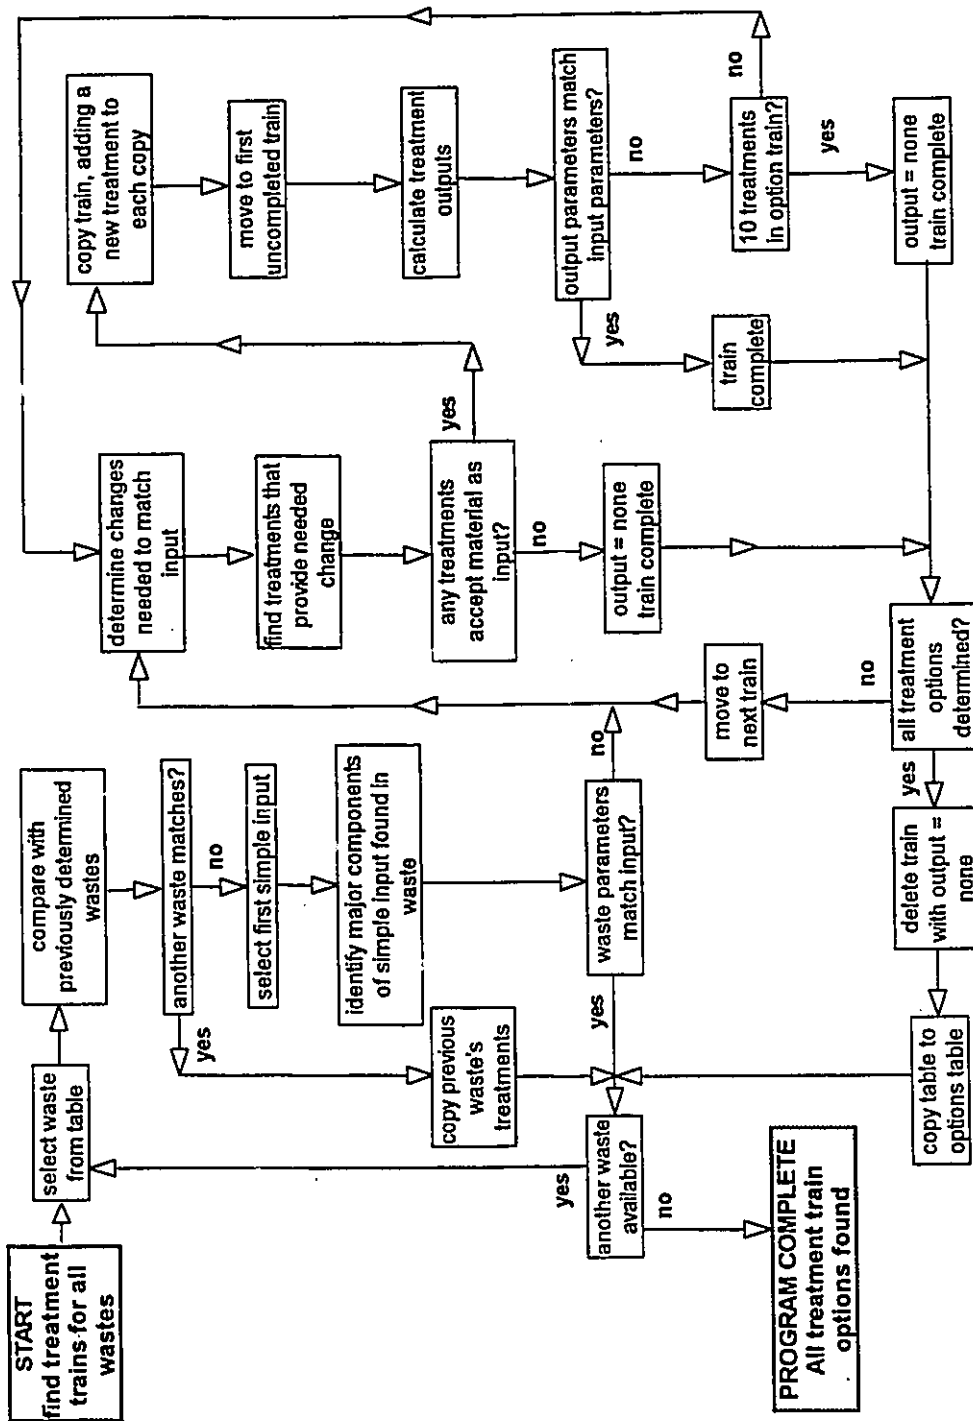 START
find treatment
trains for all
wastes
select waste
from table
compare with
previously determined
wastes
another waste matches?
yes
no
copy previous
waste's
treatments
select first simple input
identify major components
of simple input found in
waste
waste parameters
match input?
yes
no
another waste
available?
yes
no
PROGRAM COMPLETE
All treatment train
options found
determine changes
needed to match
input
find treatments that
provide needed
change
any treatments
accept material as
input?
yes
no
output = none
train complete
copy train, adding a
new treatment to
each copy
move to first
uncompleted train
calculate treatment
outputs
output parameters match
input parameters?
yes
no
train
complete
10 treatments
in option train?
no
yes
output = none
train complete
all treatment
options
determined?
no
yes
move to
next train
delete train
with output =
none
copy table to
options table